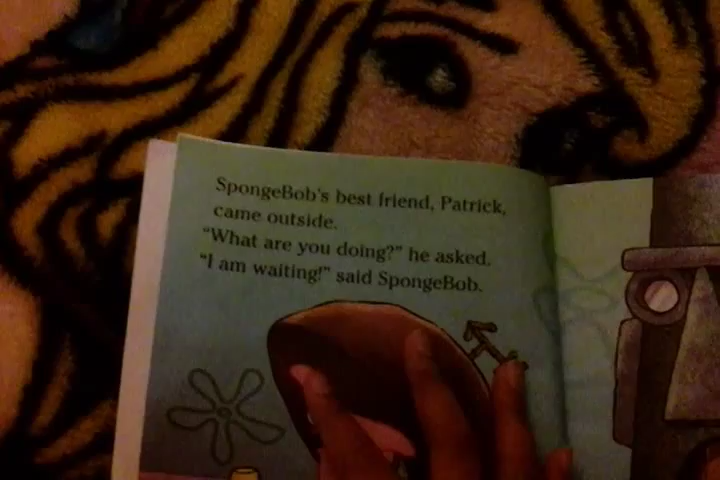 SpongeBob's best friend, Patrick,
came outside.
"What are you doing?" he asked.
"I am waiting!" said SpongeBob.